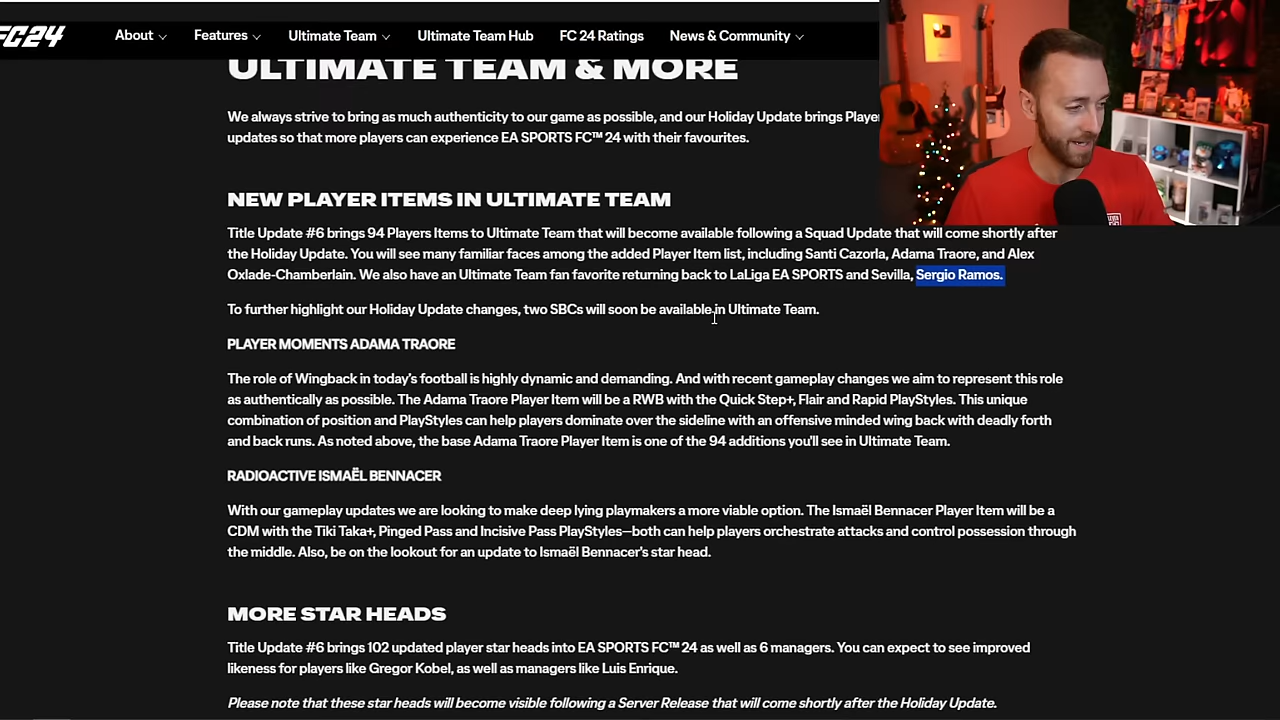 FC24
About
Features
Ultimate Team
Ultimate Team Hub
FC 24 Ratings
News & Community
ULTIMATE TEAM & MORE
We always strive to bring as much authenticity to our game as possible, and our Holiday Update brings Player
updates so that more players can experience EA SPORTS FC™ 24 with their favourites.
NEW PLAYER ITEMS IN ULTIMATE TEAM
Title Update #6 brings 94 Players Items to Ultimate Team that will become available following a Squad Update that will come shortly after
the Holiday Update. You will see many familiar faces among the added Player Item list, including Santi Cazorla, Adama Traore, and Alex
Oxlade-Chamberlain. We also have an Ultimate Team fan favorite returning back to LaLiga EA SPORTS and Sevilla, Sergio Ramos.
To further highlight our Holiday Update changes, two SBCs will soon be available in Ultimate Team.
PLAYER MOMENTS ADAMA TRAORE
The role of Wingback in today's football is highly dynamic and demanding. And with recent gameplay changes we aim to represent this role
as authentically as possible. The Adama Traore Player Item will be a RWB with the Quick Step+, Flair and Rapid PlayStyles. This unique
combination of position and PlayStyles can help players dominate over the sideline with an offensive minded wing back with deadly forth
and back runs. As noted above, the base Adama Traore Player Item is one of the 94 additions you'll see in Ultimate Team.
RADIOACTIVE ISMAËL BENNACER
With our gameplay updates we are looking to make deep lying playmakers a more viable option. The Ismaël Bennacer Player Item will be a
CDM with the Tiki Taka+, Pinged Pass and Incisive Pass PlayStyles—both can help players orchestrate attacks and control possession through
the middle. Also, be on the lookout for an update to Ismaël Bennacer's star head.
MORE STAR HEADS
Title Update #6 brings 102 updated player star heads into EA SPORTS FC™ 24 as well as 6 managers. You can expect to see improved
likeness for players like Gregor Kobel, as well as managers like Luis Enrique.
Please note that these star heads will become visible following a Server Release that will come shortly after the Holiday Update.